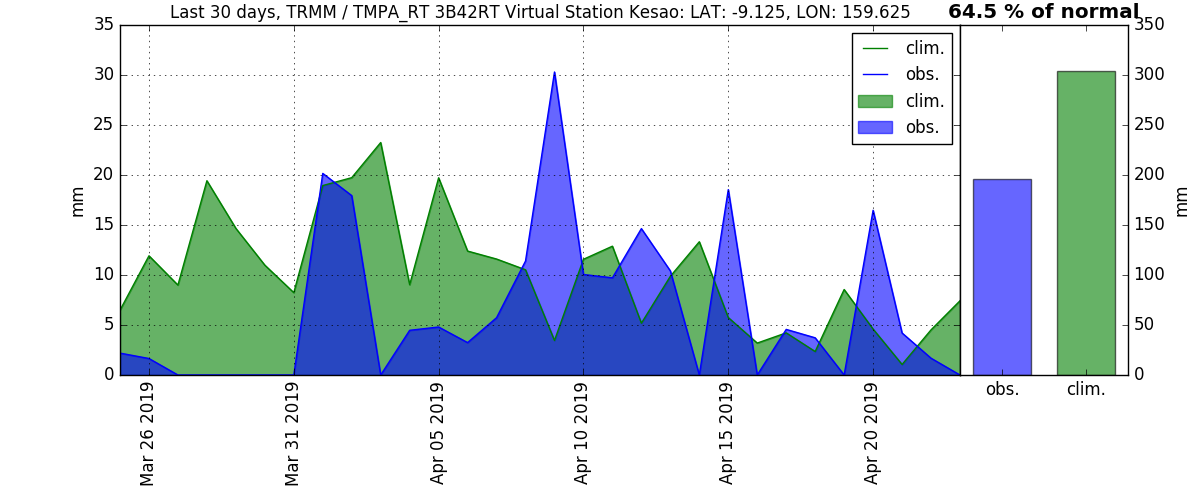 Last 30 days, TRMM / TMPA_RT 3B42RT Virtual Station Kesao: LAT: -9.125, LON: 159.625
64.5 % of normal
35
30
25
20
15
10
5
0
mm
clim.
obs.
clim.
obs.
350
300
250
200
150
100
50
0
mm
Mar 26 2019
Mar 31 2019
Apr 05 2019
Apr 10 2019
Apr 15 2019
Apr 20 2019
obs.
clim.